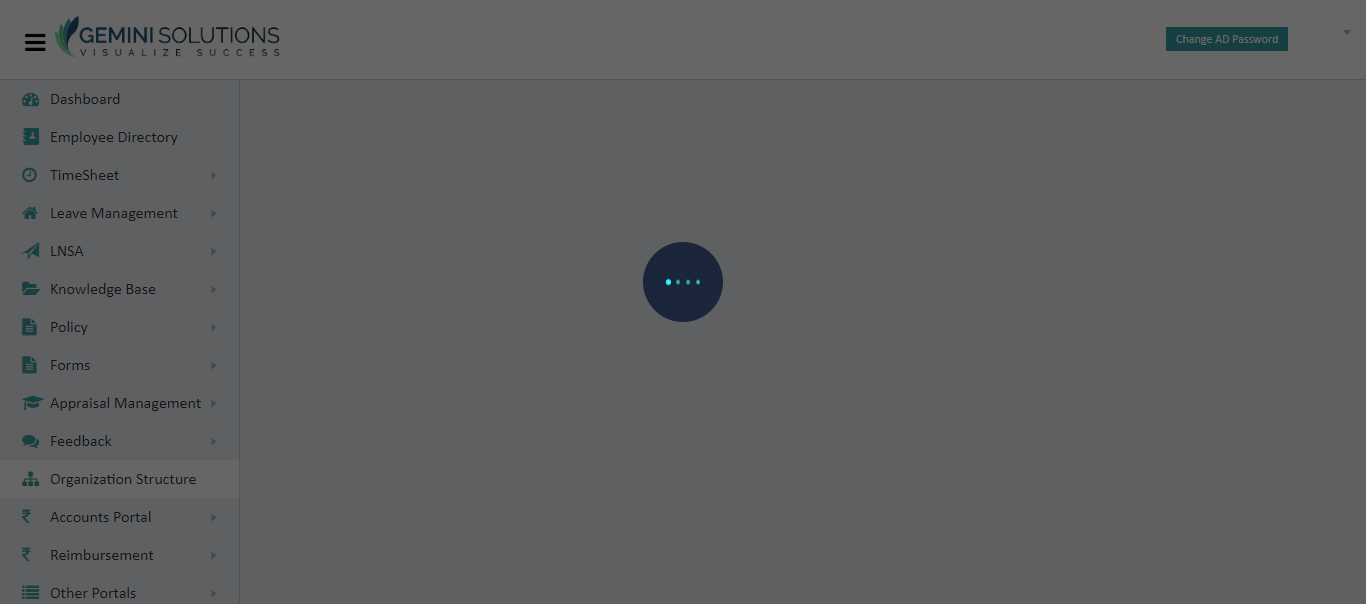 GEMINI SOLUTIONS
VISUALIZE SUCCESS
Change AD Password
Dashboard
Employee Directory
TimeSheet
Leave Management
LNSA
Knowledge Base
Policy
Forms
Appraisal Management
Feedback
Organization Structure
Accounts Portal
Reimbursement
Other Portals